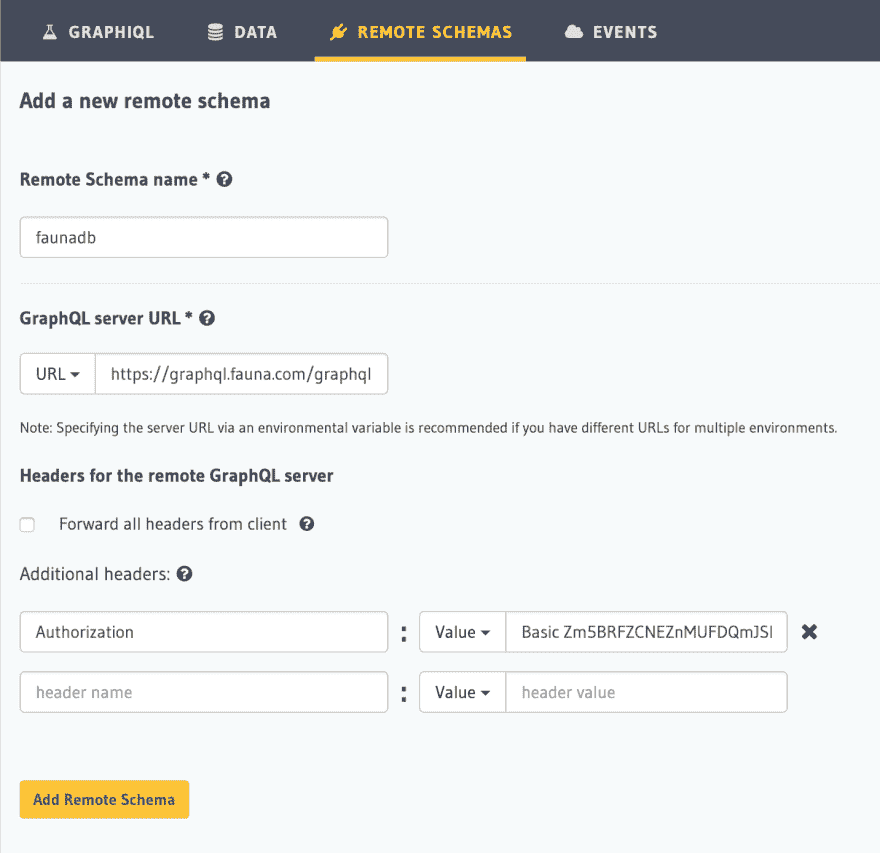 GRAPHIQL DATA REMOTE SCHEMAS EVENTS
Add a new remote schema
Remote Schema name *
faunadb
GraphQL server URL *
URL https://graphql.fauna.com/graphql
Note: Specifying the server URL via an environmental variable is recommended if you have different URLs for multiple environments.
Headers for the remote GraphQL server
Forward all headers from client
Additional headers:
Authorization : Value Basic Zm5BRFZCNEZnMUFDQmJSI
header name : Value header value
Add Remote Schema